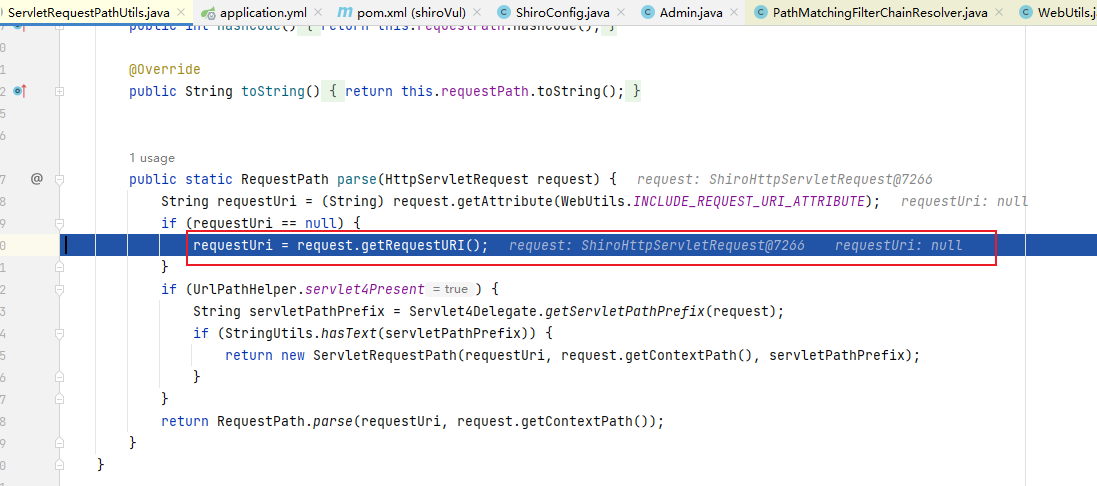 ServletRequestPathUtils.java × application.yml × pom.xml (shiroVul) × ShiroConfig.java × Admin.java × PathMatchingFilterChainResolver.java × WebUtils.j
public int hashCode() { return this.requestPath.hashCode(); }
0
1 @Override
2 public String toString() { return this.requestPath.toString(); }
5
6
1 usage
7 @ public static RequestPath parse(HttpServletRequest request) { request: ShiroHttpServletRequest@7266
8 String requestUri = (String) request.getAttribute(WebUtils.INCLUDE_REQUEST_URI_ATTRIBUTE); requestUri: null
9 if (requestUri == null) {
0 requestUri = request.getRequestURI(); request: ShiroHttpServletRequest@7266 requestUri: null
1 }
2 if (UrlPathHelper.servlet4Present = true ) {
3 String servletPathPrefix = Servlet4Delegate.getServletPathPrefix(request);
4 if (StringUtils.hasText(servletPathPrefix)) {
5 return new ServletRequestPath(requestUri, request.getContextPath(), servletPathPrefix);
6 }
7 }
8 return RequestPath.parse(requestUri, request.getContextPath());
9 }
0 }